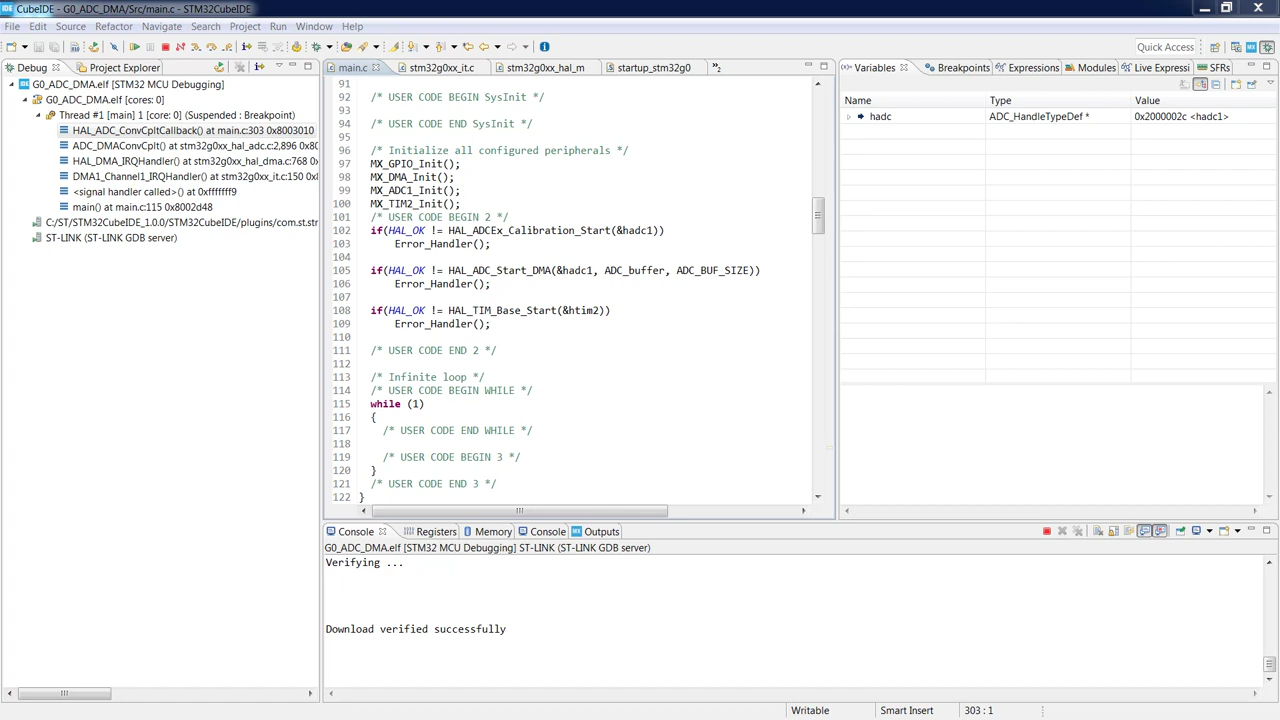 IDE CubeIDE - G0_ADC_DMA/Src/main.c - STM32CubeIDE
File Edit Source Refactor Navigate Search Project Run Window Help
Quick Access
Debug Project Explorer
G0_ADC_DMA.elf [STM32 MCU Debugging]
G0_ADC_DMA.elf [cores: 0]
Thread #1 [main] 1 [core: 0] (Suspended : Breakpoint)
HAL_ADC_ConvCpltCallback() at main.c:303 0x8003010
ADC_DMAConvCplt() at stm32g0xx_hal_adc.c:2,896 0x80
HAL_DMA_IRQHandler() at stm32g0xx_hal_dma.c:768 0
DMA1_Channel1_IRQHandler() at stm32g0xx_it.c:150 0x8
<signal handler called>() at 0xfffffff9
main() at main.c:115 0x8002d48
C:/ST/STM32CubeIDE_1.0.0/STM32CubeIDE/plugins/com.st.stm
ST-LINK (ST-LINK GDB server)
main.c stm32g0xx_it.c stm32g0xx_hal_m startup_stm32g0 »2
91
92 /* USER CODE BEGIN SysInit */
93
94 /* USER CODE END SysInit */
95
96 /* Initialize all configured peripherals */
97 MX_GPIO_Init();
98 MX_DMA_Init();
99 MX_ADC1_Init();
100 MX_TIM2_Init();
101 /* USER CODE BEGIN 2 */
102 if(HAL_OK != HAL_ADCEx_Calibration_Start(&hadc1))
103 Error_Handler();
104
105 if(HAL_OK != HAL_ADC_Start_DMA(&hadc1, ADC_buffer, ADC_BUF_SIZE))
106 Error_Handler();
107
108 if(HAL_OK != HAL_TIM_Base_Start(&htim2))
109 Error_Handler();
110
111 /* USER CODE END 2 */
112
113 /* Infinite loop */
114 /* USER CODE BEGIN WHILE */
115 while (1)
116 {
117 /* USER CODE END WHILE */
118
119 /* USER CODE BEGIN 3 */
120 }
121 /* USER CODE END 3 */
122 }
(x)= Variables Breakpoints Expressions Modules Live Expressi SFRs
Name Type Value
hadc ADC_HandleTypeDef * 0x2000002c <hadc1>
Console Registers Memory Console MX Outputs
G0_ADC_DMA.elf [STM32 MCU Debugging] ST-LINK (ST-LINK GDB server)
Verifying ...
Download verified successfully
Writable Smart Insert 303 : 1